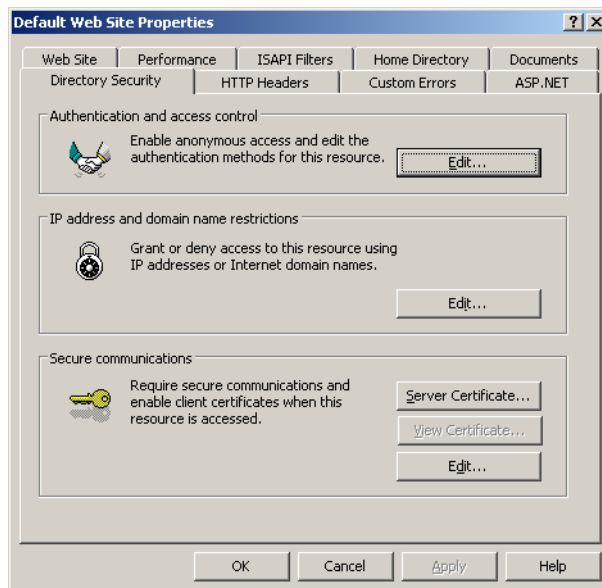 Default Web Site Properties
Web Site Performance ISAPI Filters Home Directory Documents
Directory Security HTTP Headers Custom Errors ASP.NET
Authentication and access control
Enable anonymous access and edit the
authentication methods for this resource.
Edit...
IP address and domain name restrictions
Grant or deny access to this resource using
IP addresses or Internet domain names.
Edit...
Secure communications
Require secure communications and
enable client certificates when this
resource is accessed.
Server Certificate...
View Certificate...
Edit...
OK Cancel Apply Help